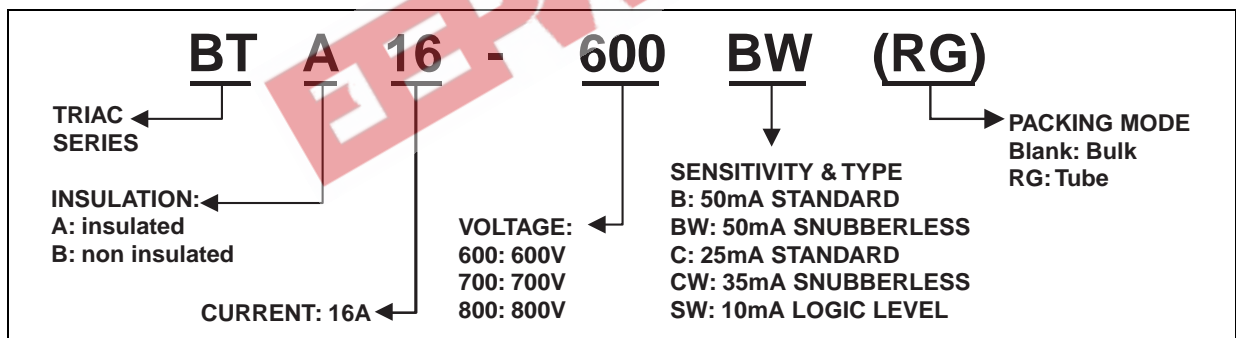 BT A 16 - 600 BW (RG)
TRIAC
SERIES
INSULATION:
A: insulated
B: non insulated
CURRENT: 16A
VOLTAGE:
600: 600V
700: 700V
800: 800V
SENSITIVITY & TYPE
B: 50mA STANDARD
BW: 50mA SNUBBERLESS
C: 25mA STANDARD
CW: 35mA SNUBBERLESS
SW: 10mA LOGIC LEVEL
PACKING MODE
Blank: Bulk
RG: Tube